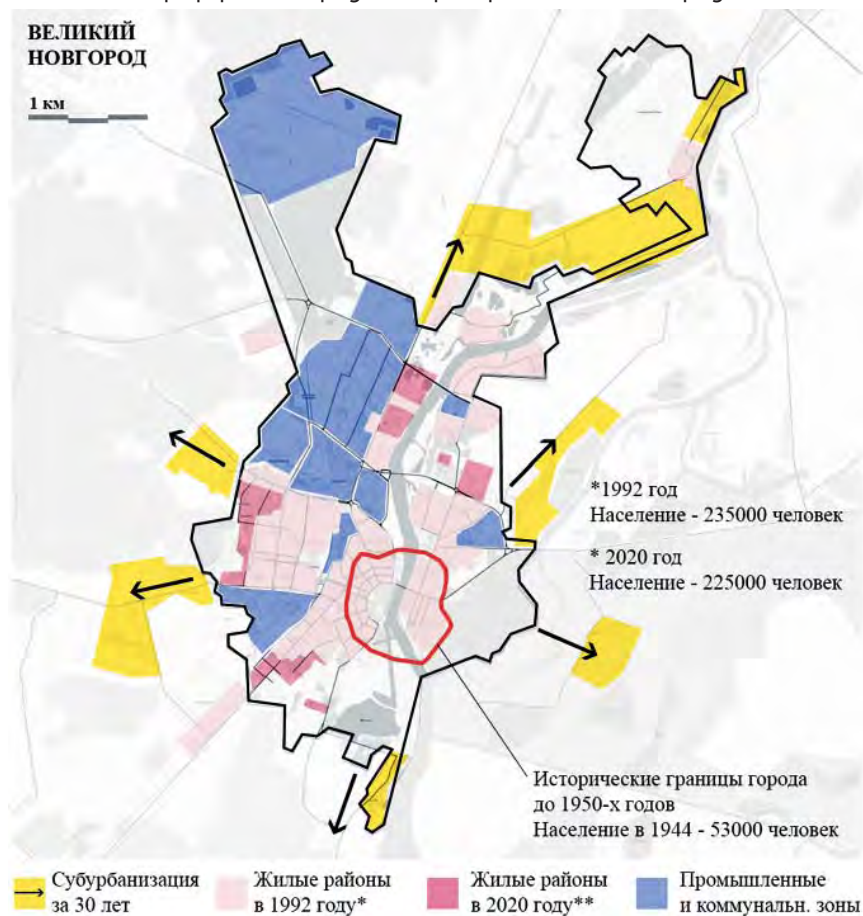 ВЕЛИКИЙ
НОВГОРОД
1 км
*1992 год
Население - 235000 человек
* 2020 год
Население - 225000 человек
Исторические границы города
до 1950-х годов
Население в 1944 - 53000 человек
Субурбанизация
за 30 лет
Жилые районы
в 1992 году*
Жилые районы
в 2020 году**
Промышленные
и коммунальн. зоны